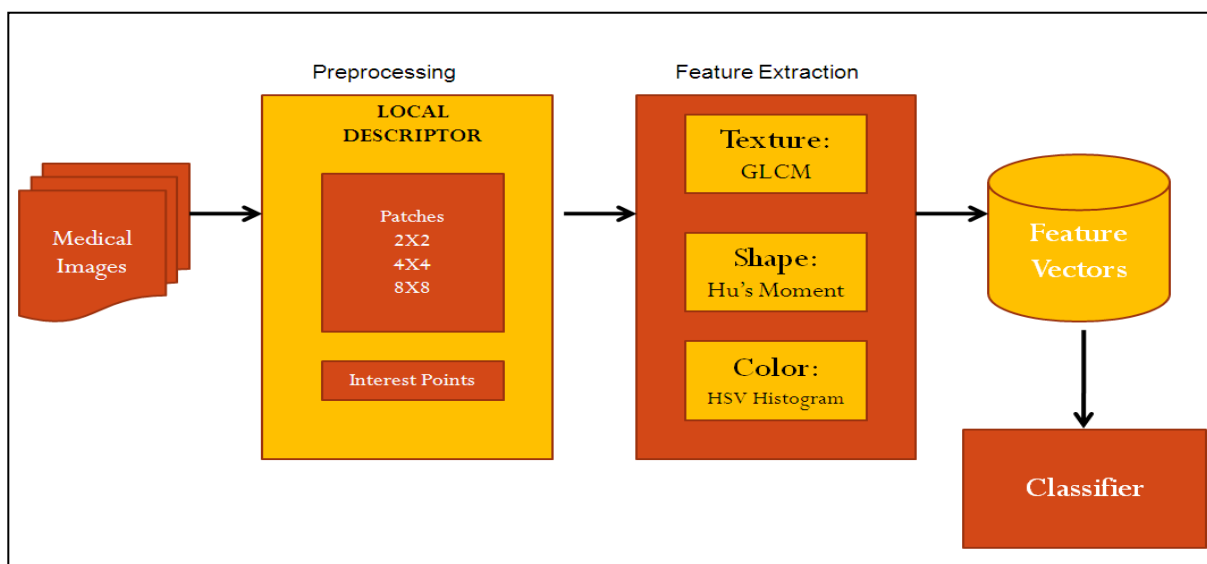 Preprocessing
Feature Extraction
LOCAL
DESCRIPTOR
Patches
2X2
4X4
8X8
Interest Points
Medical
Images
Texture:
GLCM
Shape:
Hu's Moment
Color:
HSV Histogram
Feature
Vectors
Classifier